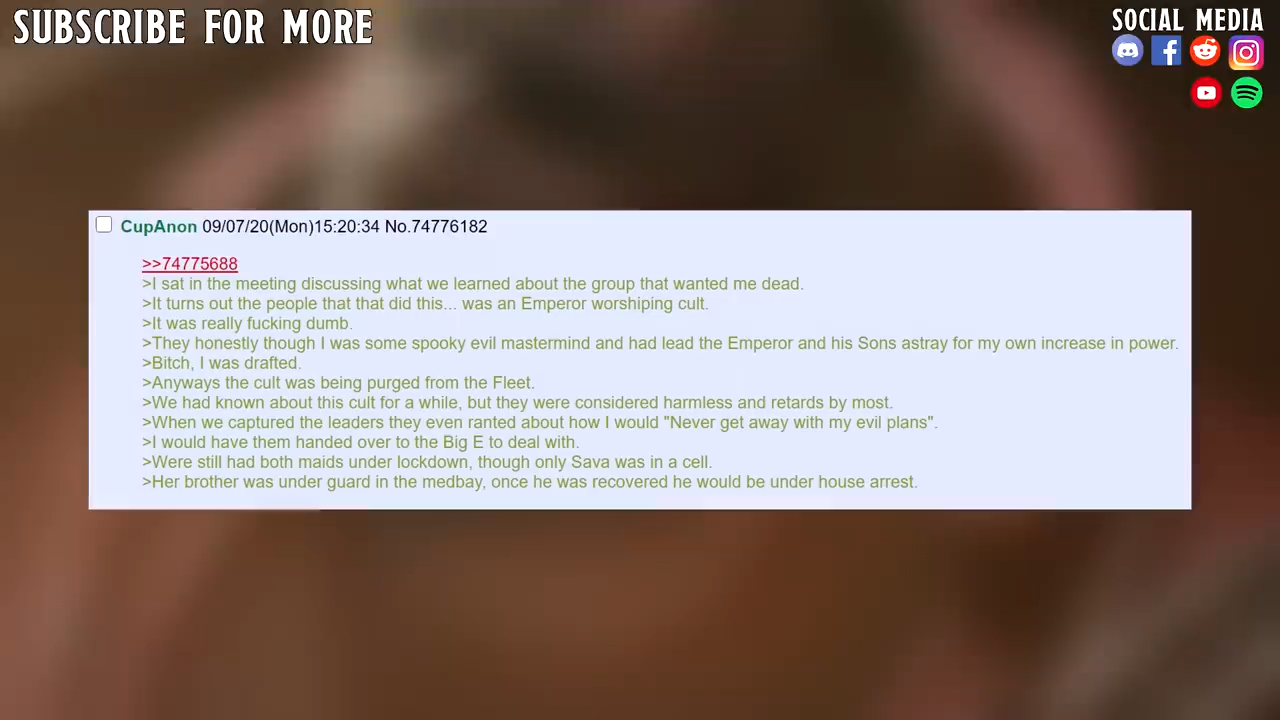 SUBSCRIBE FOR MORE
SOCIAL MEDIA
CupAnon 09/07/20(Mon)15:20:34 No.74776182
>>74775688
>I sat in the meeting discussing what we learned about the group that wanted me dead.
>It turns out the people that that did this... was an Emperor worshiping cult.
>It was really fucking dumb.
>They honestly though I was some spooky evil mastermind and had lead the Emperor and his Sons astray for my own increase in power.
>Bitch, I was drafted.
>Anyways the cult was being purged from the Fleet.
>We had known about this cult for a while, but they were considered harmless and retards by most.
>When we captured the leaders they even ranted about how I would "Never get away with my evil plans".
>I would have them handed over to the Big E to deal with.
>Were still had both maids under lockdown, though only Sava was in a cell.
>Her brother was under guard in the medbay, once he was recovered he would be under house arrest.